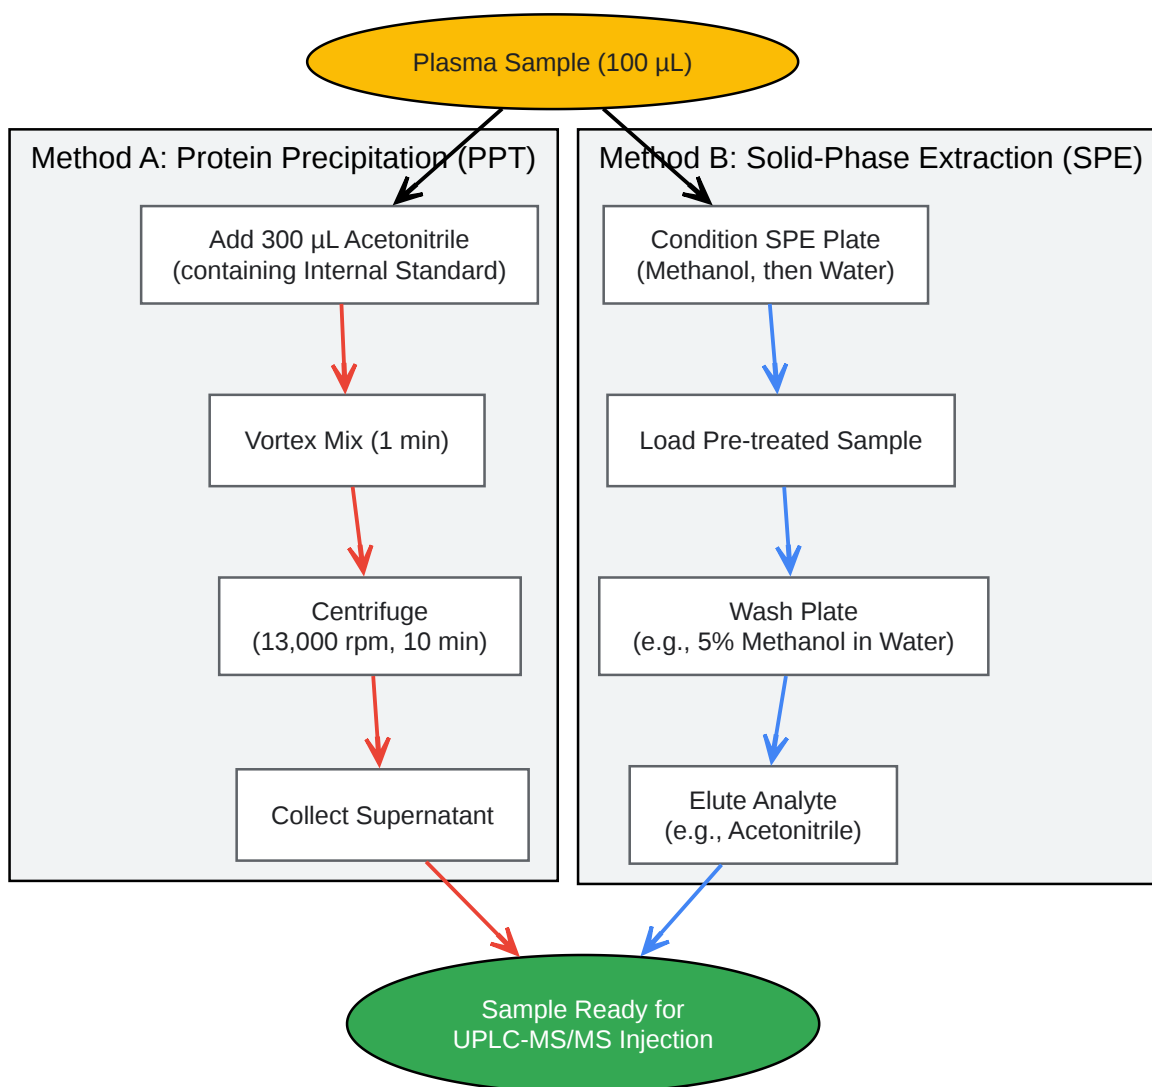 Plasma Sample (100 µL)
Method A: Protein Precipitation (PPT)
Add 300 µL Acetonitrile
(containing Internal Standard)
Vortex Mix (1 min)
Centrifuge
(13,000 rpm, 10 min)
Collect Supernatant
Method B: Solid-Phase Extraction (SPE)
Condition SPE Plate
(Methanol, then Water)
Load Pre-treated Sample
Wash Plate
(e.g., 5% Methanol in Water)
Elute Analyte
(e.g., Acetonitrile)
Sample Ready for
UPLC-MS/MS Injection